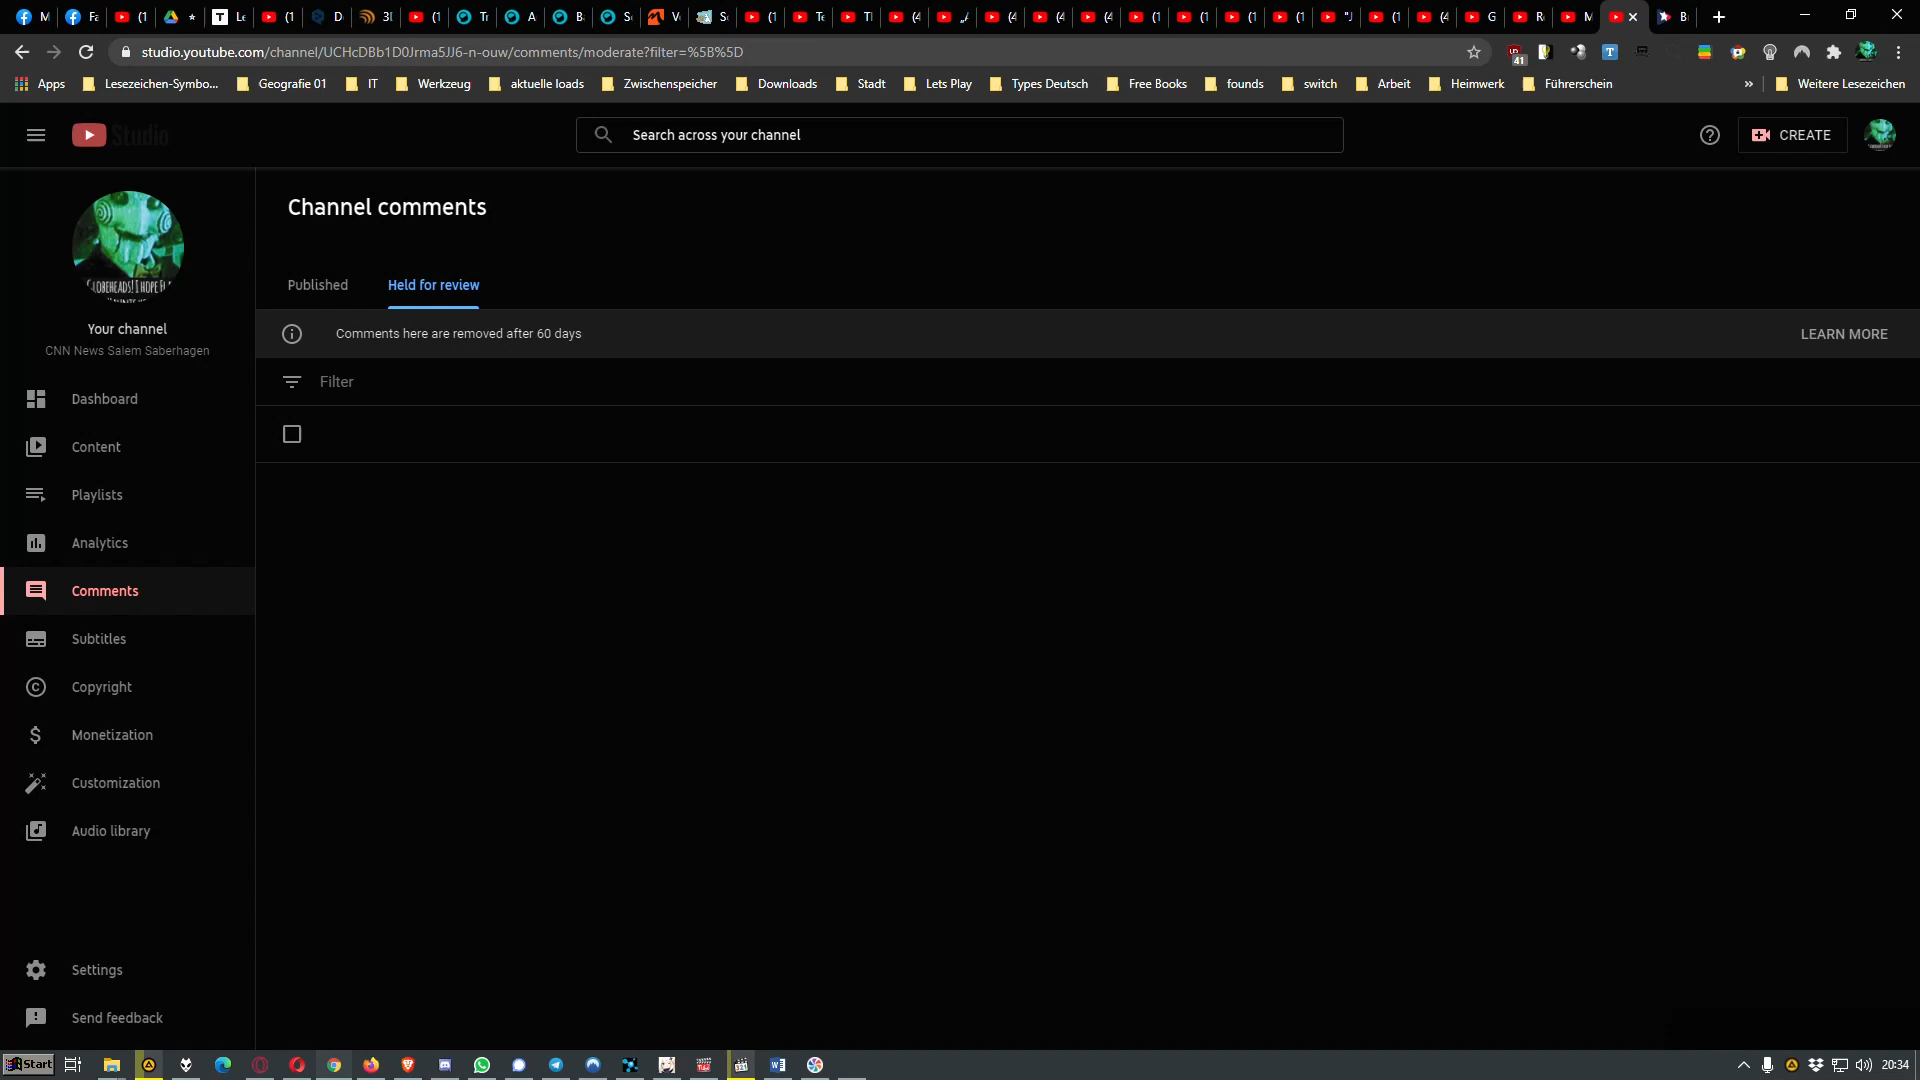 studio.youtube.com/channel/UCHcDBb1D0Jrma5JJ6-n-ouw/comments/moderate?filter=%5B%5D
41
Apps Lesezeichen-Symbo... Geografie 01 IT Werkzeug aktuelle loads Zwischenspeicher Downloads Stadt Lets Play Types Deutsch Free Books founds switch Arbeit Heimwerk Führerschein » Weitere Lesezeichen
Studio
Search across your channel
CREATE
Channel comments
Published Held for review
Comments here are removed after 60 days
LEARN MORE
Filter
Your channel
CNN News Salem Saberhagen
Dashboard
Content
Playlists
Analytics
Comments
Subtitles
Copyright
Monetization
Customization
Audio library
Settings
Send feedback
Start
20:34